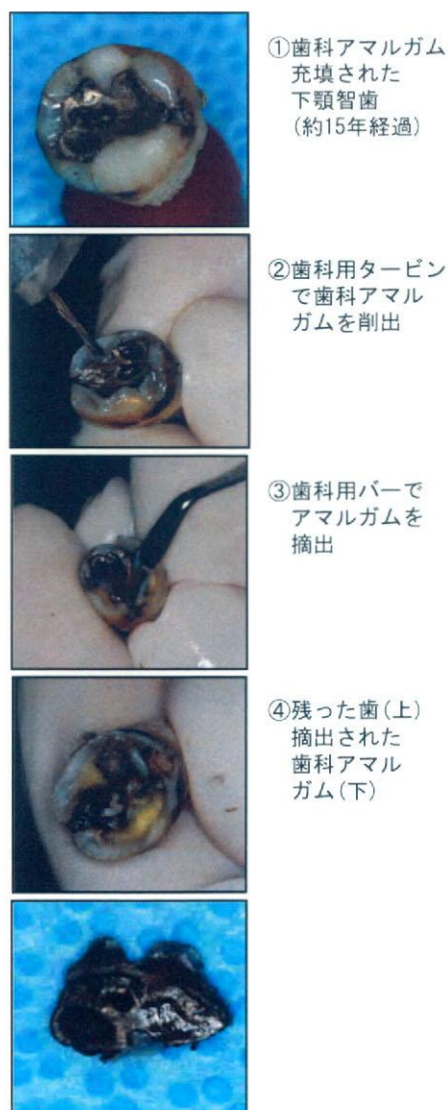 ①歯科アマルガム
充填された
下顎智歯
(約15年経過)
②歯科用タービン
で歯科アマル
ガムを削出
③歯科用バーで
アマルガムを
摘出
④残った歯(上)
摘出された
歯科アマル
ガム(下)